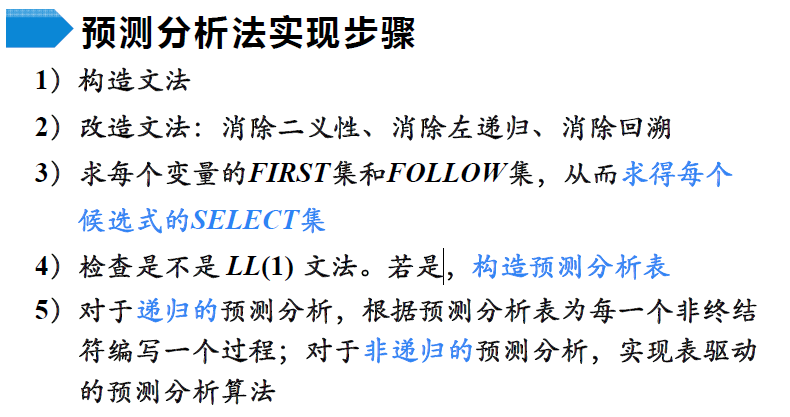 预测分析法实现步骤
1）构造文法
2）改造文法：消除二义性、消除左递归、消除回溯
3）求每个变量的FIRST集和FOLLOW集，从而求得每个
候选式的SELECT集
4）检查是不是 LL(1) 文法。若是，构造预测分析表
5）对于递归的预测分析，根据预测分析表为每一个非终结
符编写一个过程；对于非递归的预测分析，实现表驱动
的预测分析算法